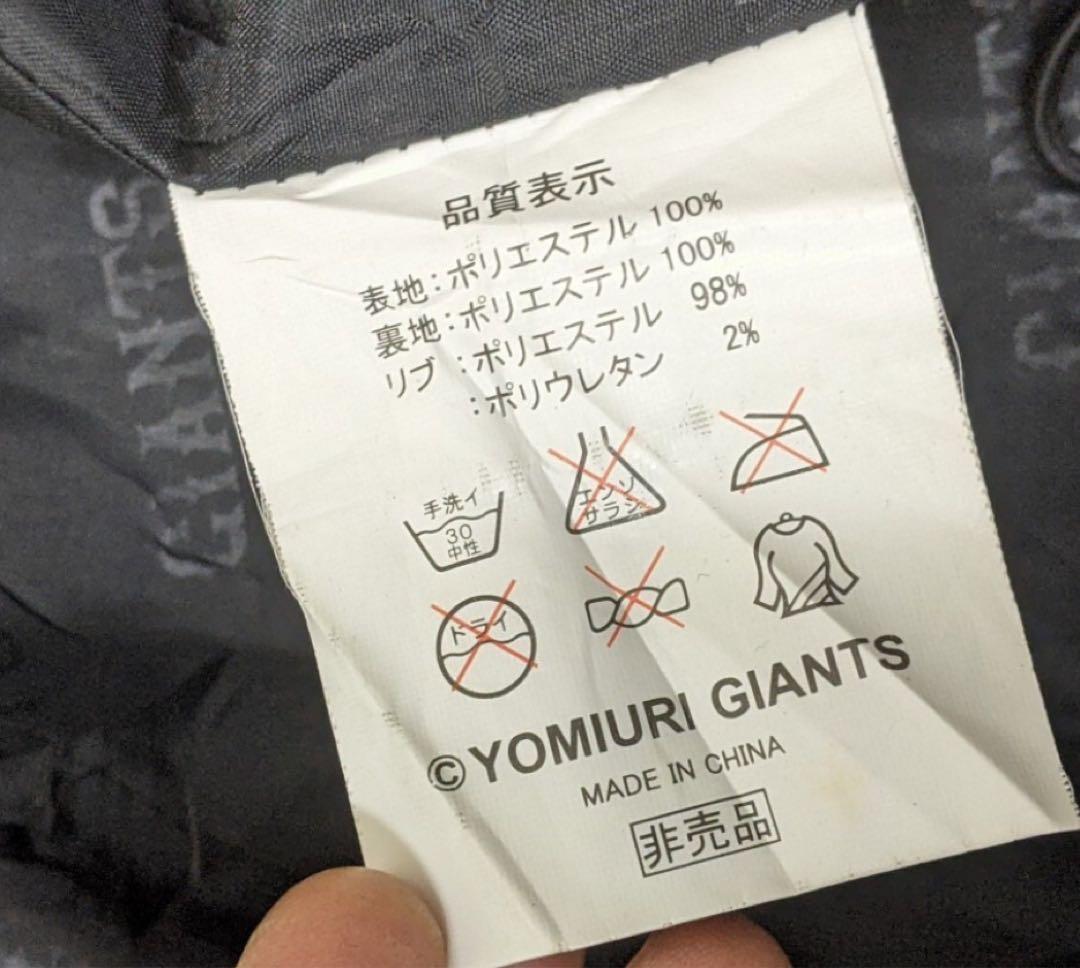 品質表示
表地:ポリエステル 100%
裏地:ポリエステル 100%
リブ:ポリエステル 98%
:ポリウレタン 2%
手洗イ
30
中性
エンソ
サラシ
ドライ
©YOMIURI GIANTS
MADE IN CHINA
非売品
GIANTS
GIANTS